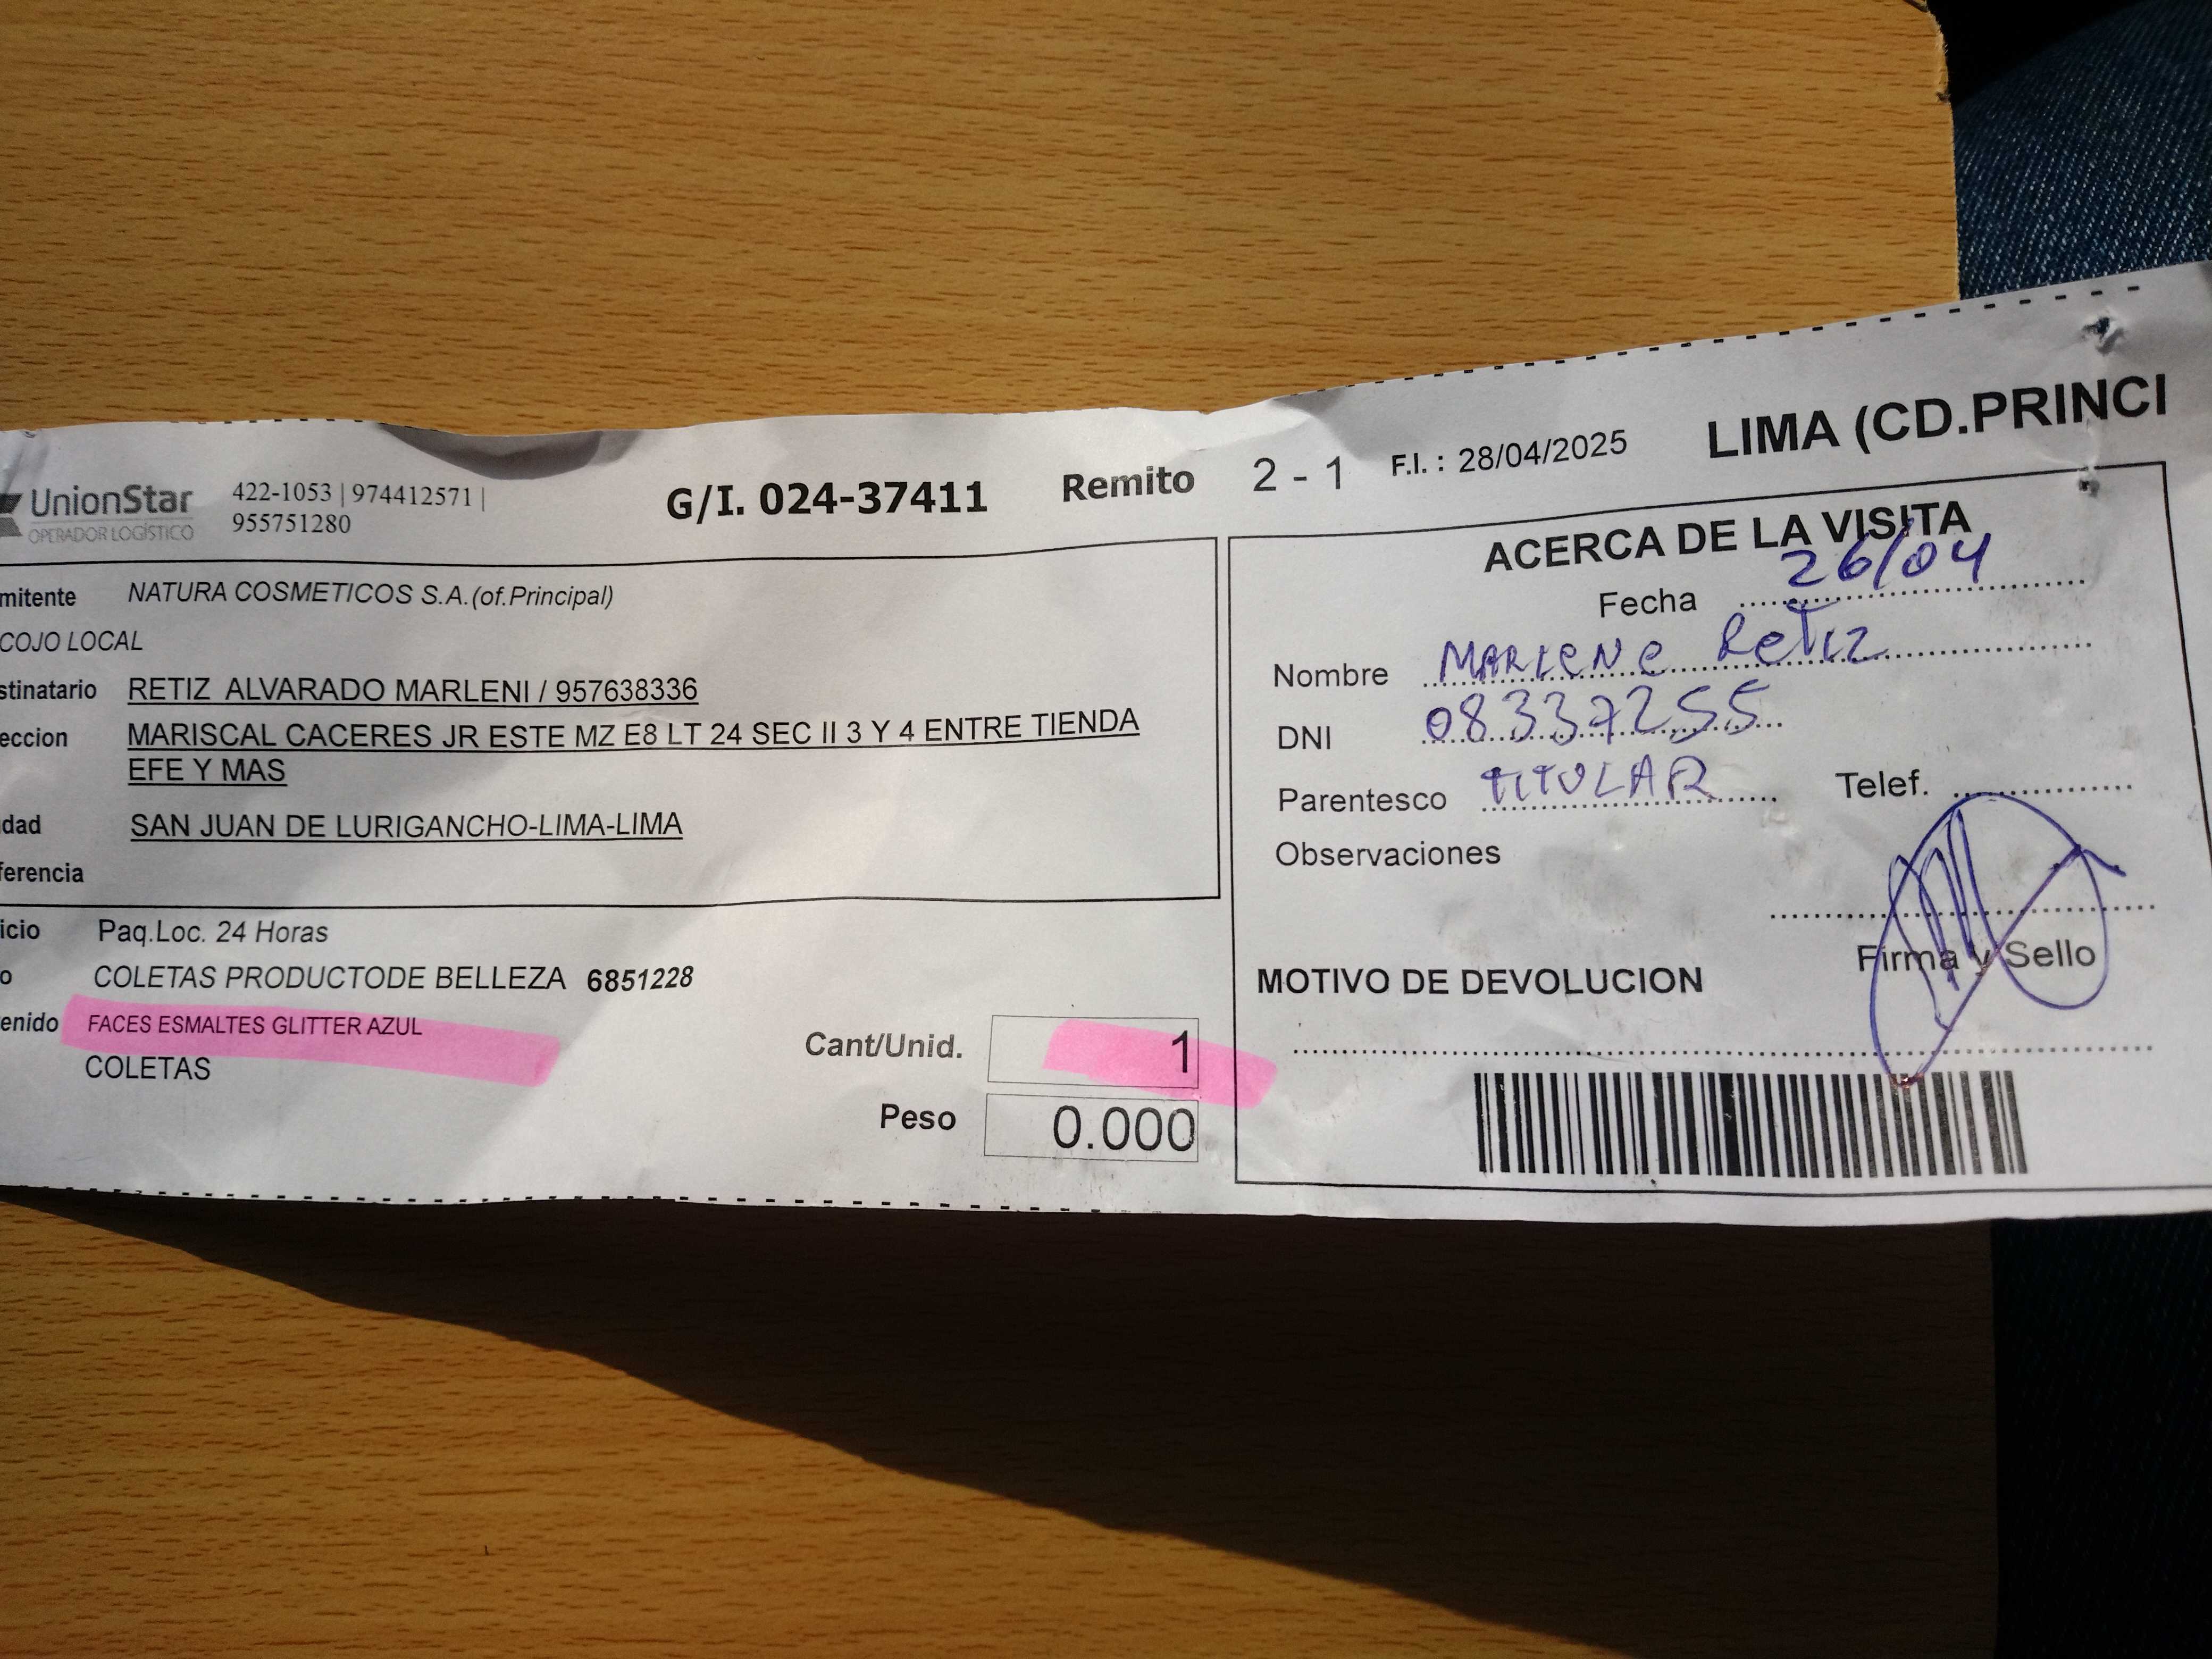 UnionStar
OPERADOR LOGÍSTICO
422-1053 | 974412571 |
955751280
G/I. 024-37411
Remito 2 - 1
F.I. : 28/04/2025
LIMA (CD.PRINCI
mitente NATURA COSMETICOS S.A.(of.Principal)
COJO LOCAL
stinatario RETIZ ALVARADO MARLENI / 957638336
eccion MARISCAL CACERES JR ESTE MZ E8 LT 24 SEC II 3 Y 4 ENTRE TIENDA
EFE Y MAS
dad SAN JUAN DE LURIGANCHO-LIMA-LIMA
ferencia
icio Paq.Loc. 24 Horas
o COLETAS PRODUCTODE BELLEZA 6851228
enido FACES ESMALTES GLITTER AZUL
COLETAS
Cant/Unid. 1
Peso 0.000
ACERCA DE LA VISITA
Fecha 26/04
Nombre MARLENE RETIZ
DNI 08337255
Parentesco TITULAR Telef.
Observaciones
Firma y Sello
MOTIVO DE DEVOLUCION